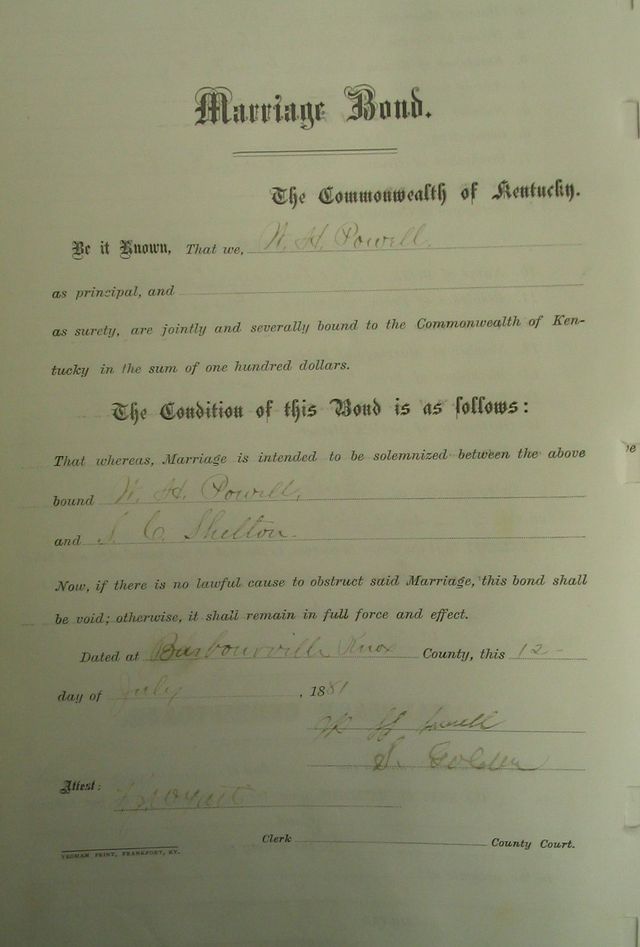 Marriage Bond.
The Commonwealth of Kentucky.
Be it Known, That we, W. H. Powell.
as principal, and
as surety, are jointly and severally bound to the Commonwealth of Ken-
tucky in the sum of one hundred dollars.
The Condition of this Bond is as follows:
That whereas, Marriage is intended to be solemnized between the above
bound W. H. Powell,
and S. C. Shelton.
Now, if there is no lawful cause to obstruct said Marriage, this bond shall
be void; otherwise, it shall remain in full force and effect.
Dated at Barbourville Knox County, this 12
day of July, 1881
W H Powell
S. Golden
Attest:
Clerk County Court.
YEOMAN PRINT, FRANKFORT, KY.